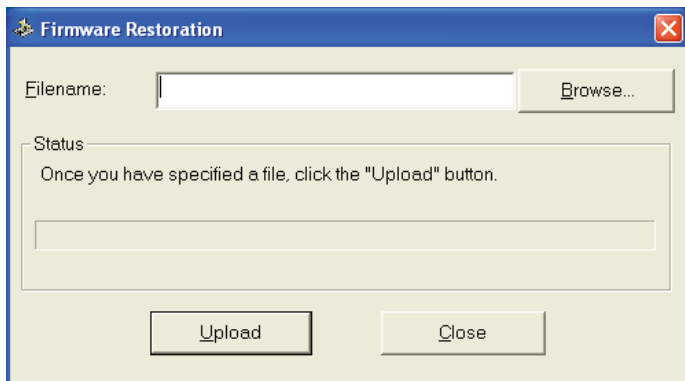 Firmware Restoration
Filename:
Browse...
Status
Once you have specified a file, click the "Upload" button.
Upload
Close